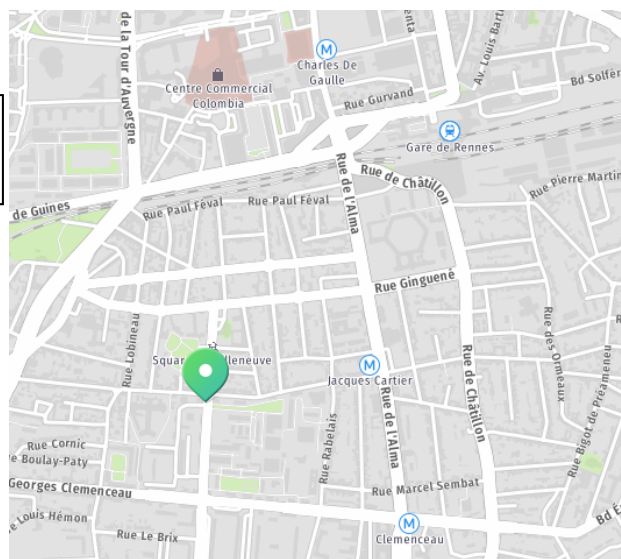 de la Tour d'Auvergne
M
Charles De
Gaulle
Centre Commercial
Colombia
Rue Gurvand
Av. Louis Bart
Bd Solfér
Gare de Rennes
de Guines
Rue Paul Féval
Rue Paul Féval
Rue de l'Alma
Rue de Châtillon
Rue Pierre Martin
Rue Ginguené
Rue Lobineau
M
Jacques Cartier
Rue de Châtillon
Rue des Ormeaux
Rue Bigot de Préameneu
Rue Rabelais
Rue de l'Alma
Rue Cornic
Boulay-Paty
Georges Clemenceau
Rue Marcel Sembat
Louis Hémon
Rue Le Brix
M
Clemenceau